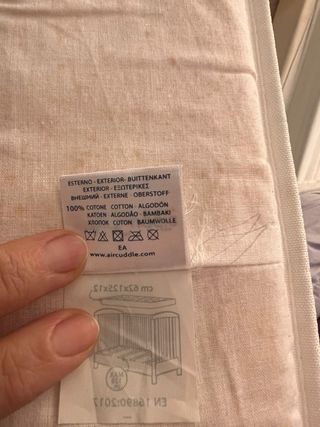 ESTERNO - EXTERIOR- BUITTENKANT
EXTERIOR - ΕΞΩΤΕΡΙΚΕΣ
ВНЕШНИЙ - EXTERNE - OBERSTOFF
100% COTONE COTTON - ALGODÓN
KATOEN ALGODÃO - BAMBAKI
ХЛОПОК COTON BAUMWOLLE
EA
www.aircuddle.com
cm 62x125x12
MAX
EN 16890:2017